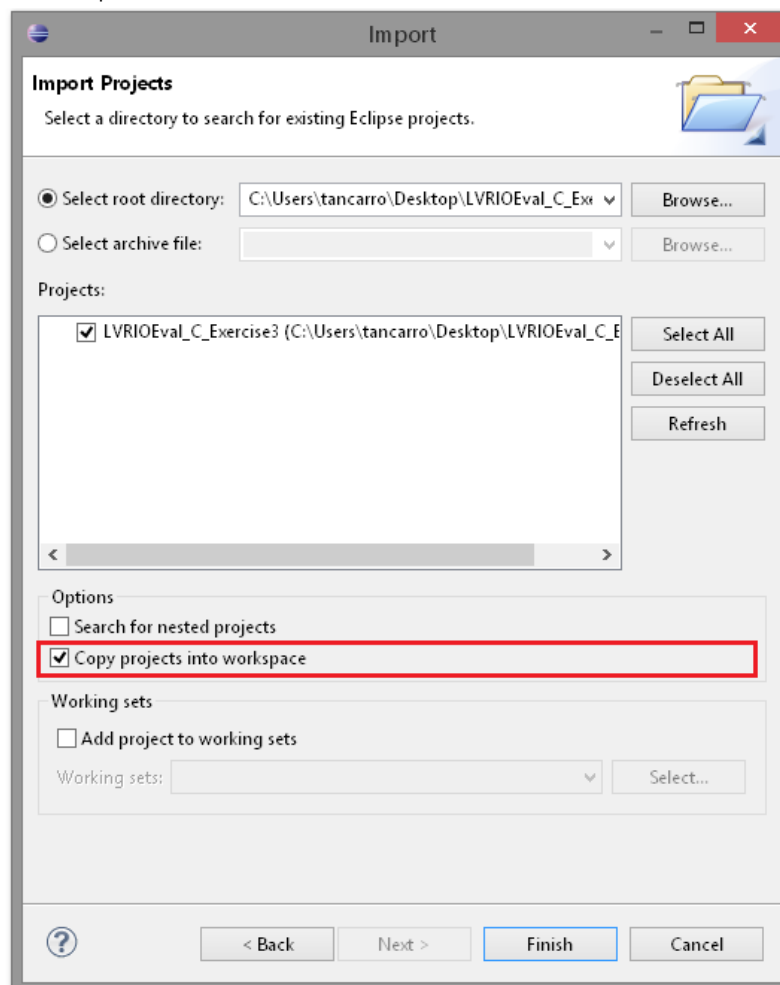 Import
Import Projects
Select a directory to search for existing Eclipse projects.
Select root directory: C:\Users\tancarro\Desktop\LVRIOEval_C_Exe Browse...
Select archive file: Browse...
Projects:
LVRIOEval_C_Exercise3 (C:\Users\tancarro\Desktop\LVRIOEval_C_E Select All
Deselect All
Refresh
Options
Search for nested projects
Copy projects into workspace
Working sets
Add project to working sets
Working sets: Select...
? < Back Next > Finish Cancel